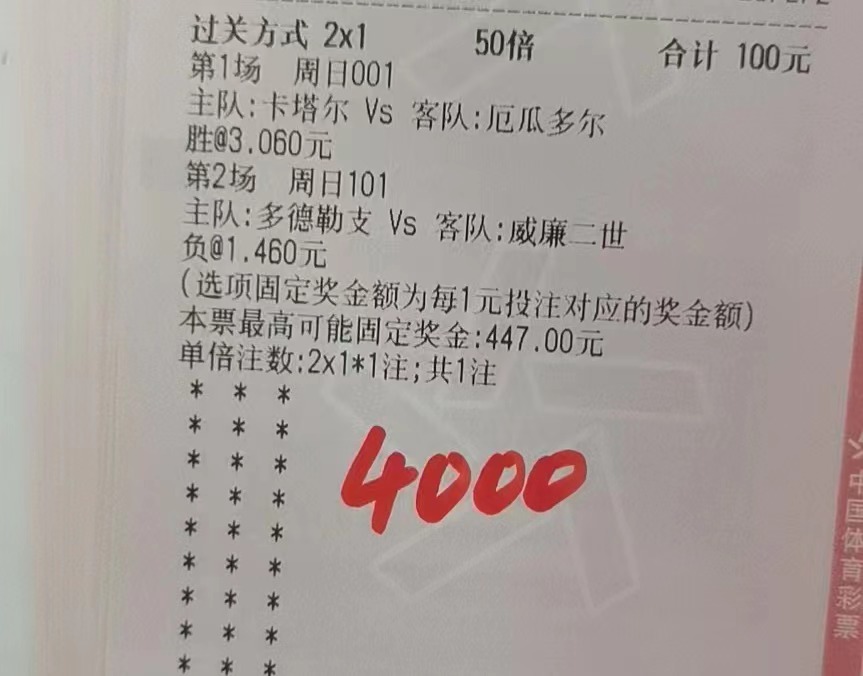 过关方式 2x1 50倍 合计 100元
第1场 周日001
主队:卡塔尔 Vs 客队:厄瓜多尔
胜@3.060元
第2场 周日101
主队:多德勒支 Vs 客队:威廉二世
负@1.460元
(选项固定奖金额为每1元投注对应的奖金额)
本票最高可能固定奖金:447.00元
单倍注数:2x1*1注;共1注
* * *
* * *
* * *
* * *
* * *
* * *
* * *
* * *
* * *
4000
中国体育彩票